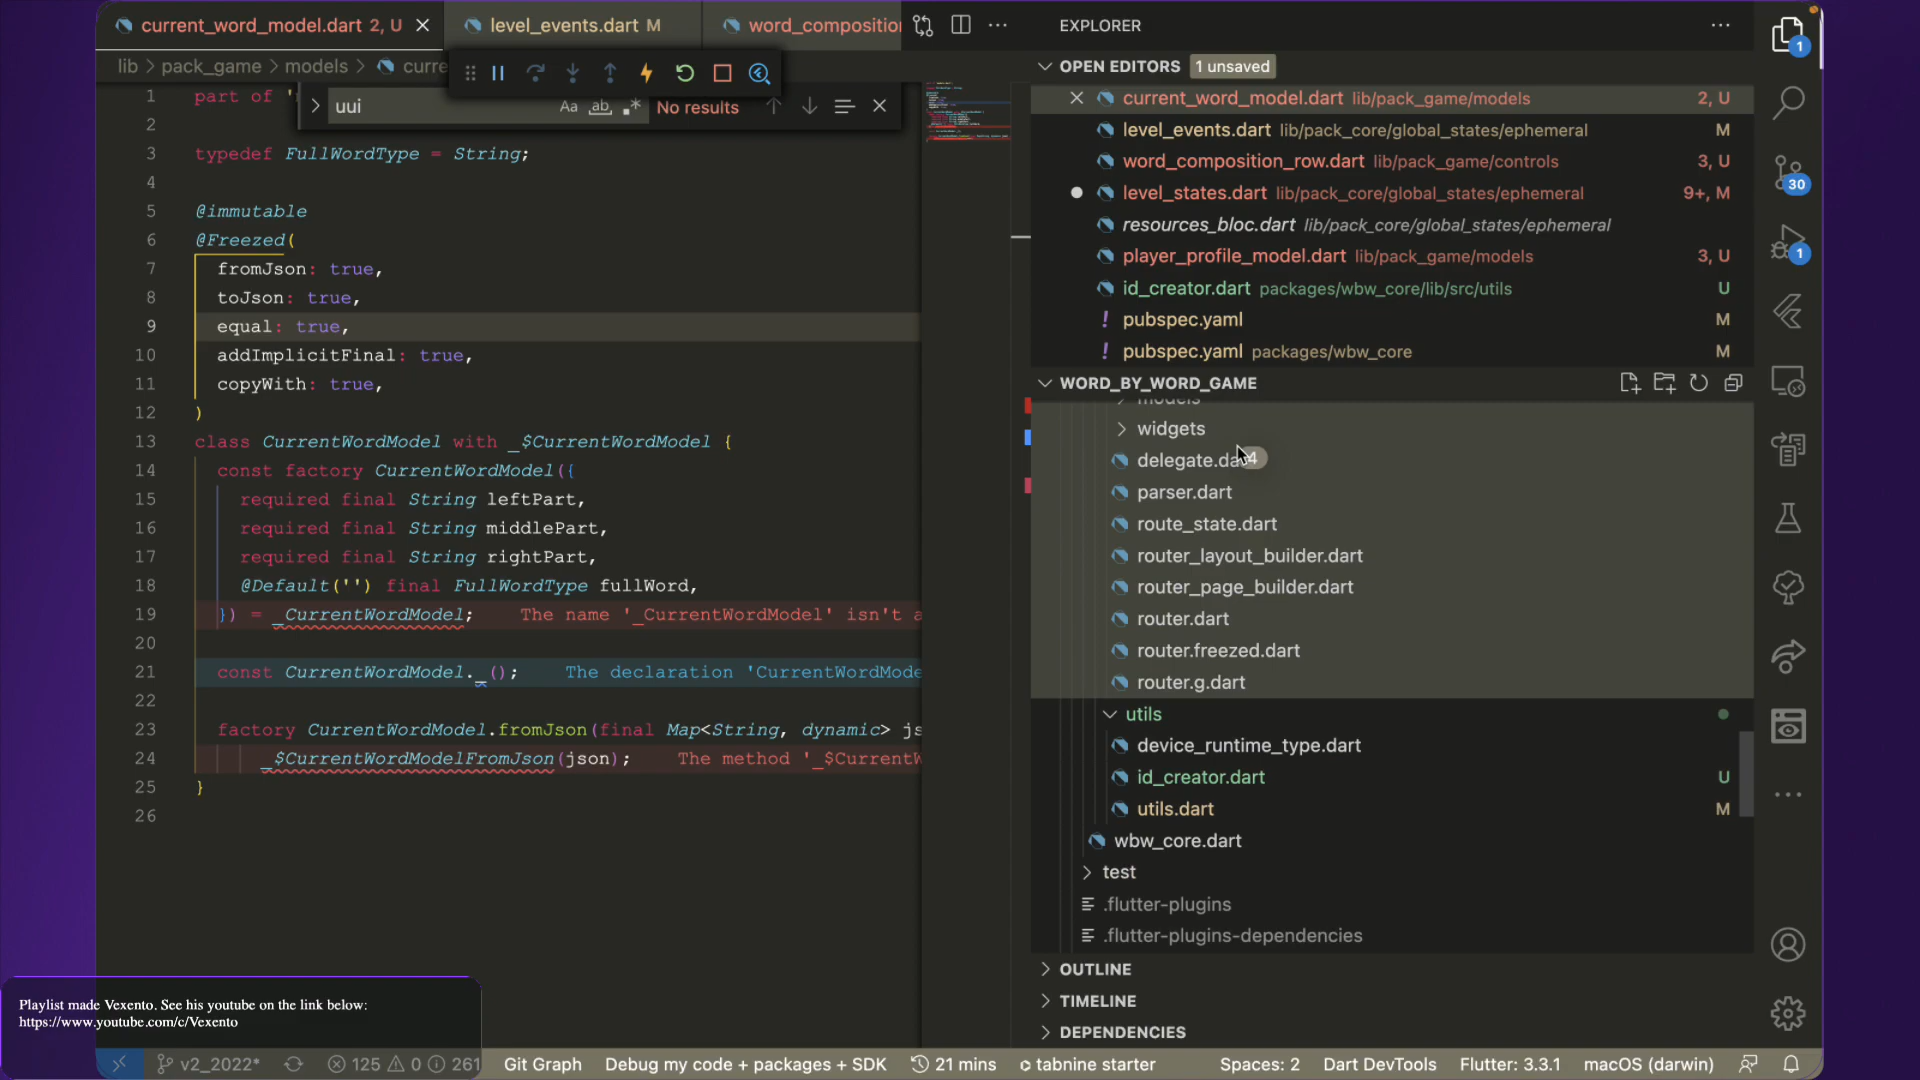 current_word_model.dart 2, U
level_events.dart M
word_composition
lib > pack_game > models > curre
uui
Aa
ab
No results
1 part of '
2
3 typedef FullWordType = String;
4
5 @immutable
6 @Freezed(
7 fromJson: true,
8 toJson: true,
9 equal: true,
10 addImplicitFinal: true,
11 copyWith: true,
12 )
13 class CurrentWordModel with _$CurrentWordModel {
14 const factory CurrentWordModel({
15 required final String leftPart,
16 required final String middlePart,
17 required final String rightPart,
18 @Default('') final FullWordType fullWord,
19 }) = _CurrentWordModel; The name '_CurrentWordModel' isn't a
20
21 const CurrentWordModel._(); The declaration 'CurrentWordMode
22
23 factory CurrentWordModel.fromJson(final Map<String, dynamic> js
24 _$CurrentWordModelFromJson(json); The method '_$CurrentW
25 }
26
EXPLORER
OPEN EDITORS 1 unsaved
current_word_model.dart lib/pack_game/models 2, U
level_events.dart lib/pack_core/global_states/ephemeral M
word_composition_row.dart lib/pack_game/controls 3, U
level_states.dart lib/pack_core/global_states/ephemeral 9+, M
resources_bloc.dart lib/pack_core/global_states/ephemeral
player_profile_model.dart lib/pack_game/models 3, U
id_creator.dart packages/wbw_core/lib/src/utils U
! pubspec.yaml M
! pubspec.yaml packages/wbw_core M
WORD_BY_WORD_GAME
models
widgets
delegate.da 4
parser.dart
route_state.dart
router_layout_builder.dart
router_page_builder.dart
router.dart
router.freezed.dart
router.g.dart
utils
device_runtime_type.dart
id_creator.dart U
utils.dart M
wbw_core.dart
test
.flutter-plugins
.flutter-plugins-dependencies
OUTLINE
TIMELINE
DEPENDENCIES
1
30
1
Playlist made Vexento. See his youtube on the link below:
https://www.youtube.com/c/Vexento
v2_2022* 125 0 261 Git Graph Debug my code + packages + SDK 21 mins tabnine starter Spaces: 2 Dart DevTools Flutter: 3.3.1 macOS (darwin)